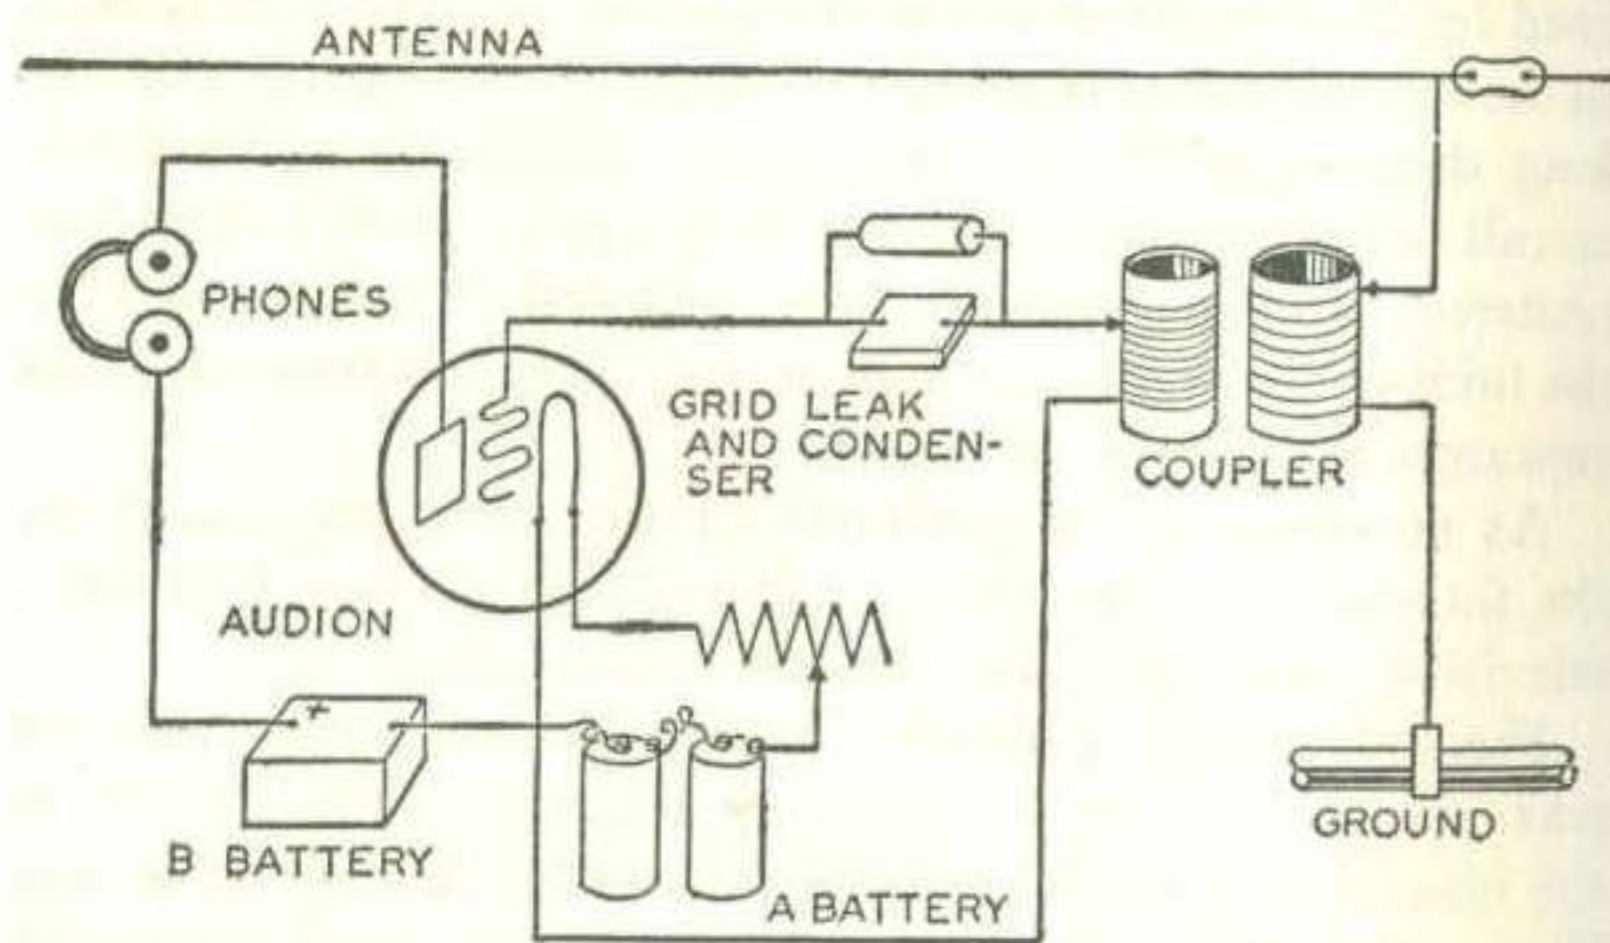 ANTENNA
PHONES
GRID LEAK
AND CONDEN-
SER
COUPLER
AUDION
+
B BATTERY
A BATTERY
GROUND